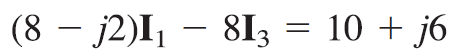 (8 − j2)I₁ − 8I₃ = 10 + j6